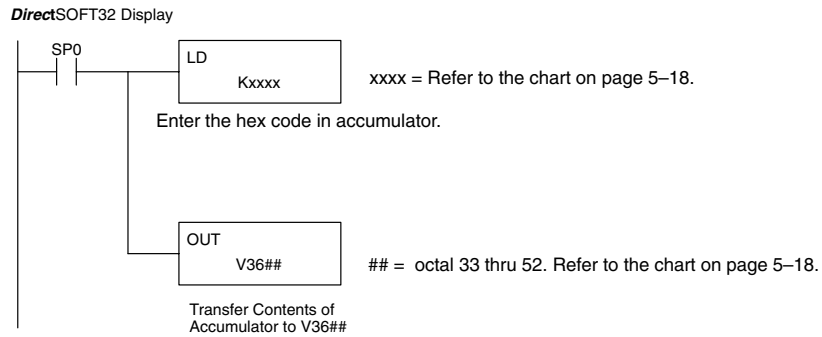 DirectSOFT32 Display
SP0
LD
Kxxxx
xxxx = Refer to the chart on page 5–18.
Enter the hex code in accumulator.
OUT
V36##
## = octal 33 thru 52. Refer to the chart on page 5–18.
Transfer Contents of
Accumulator to V36##